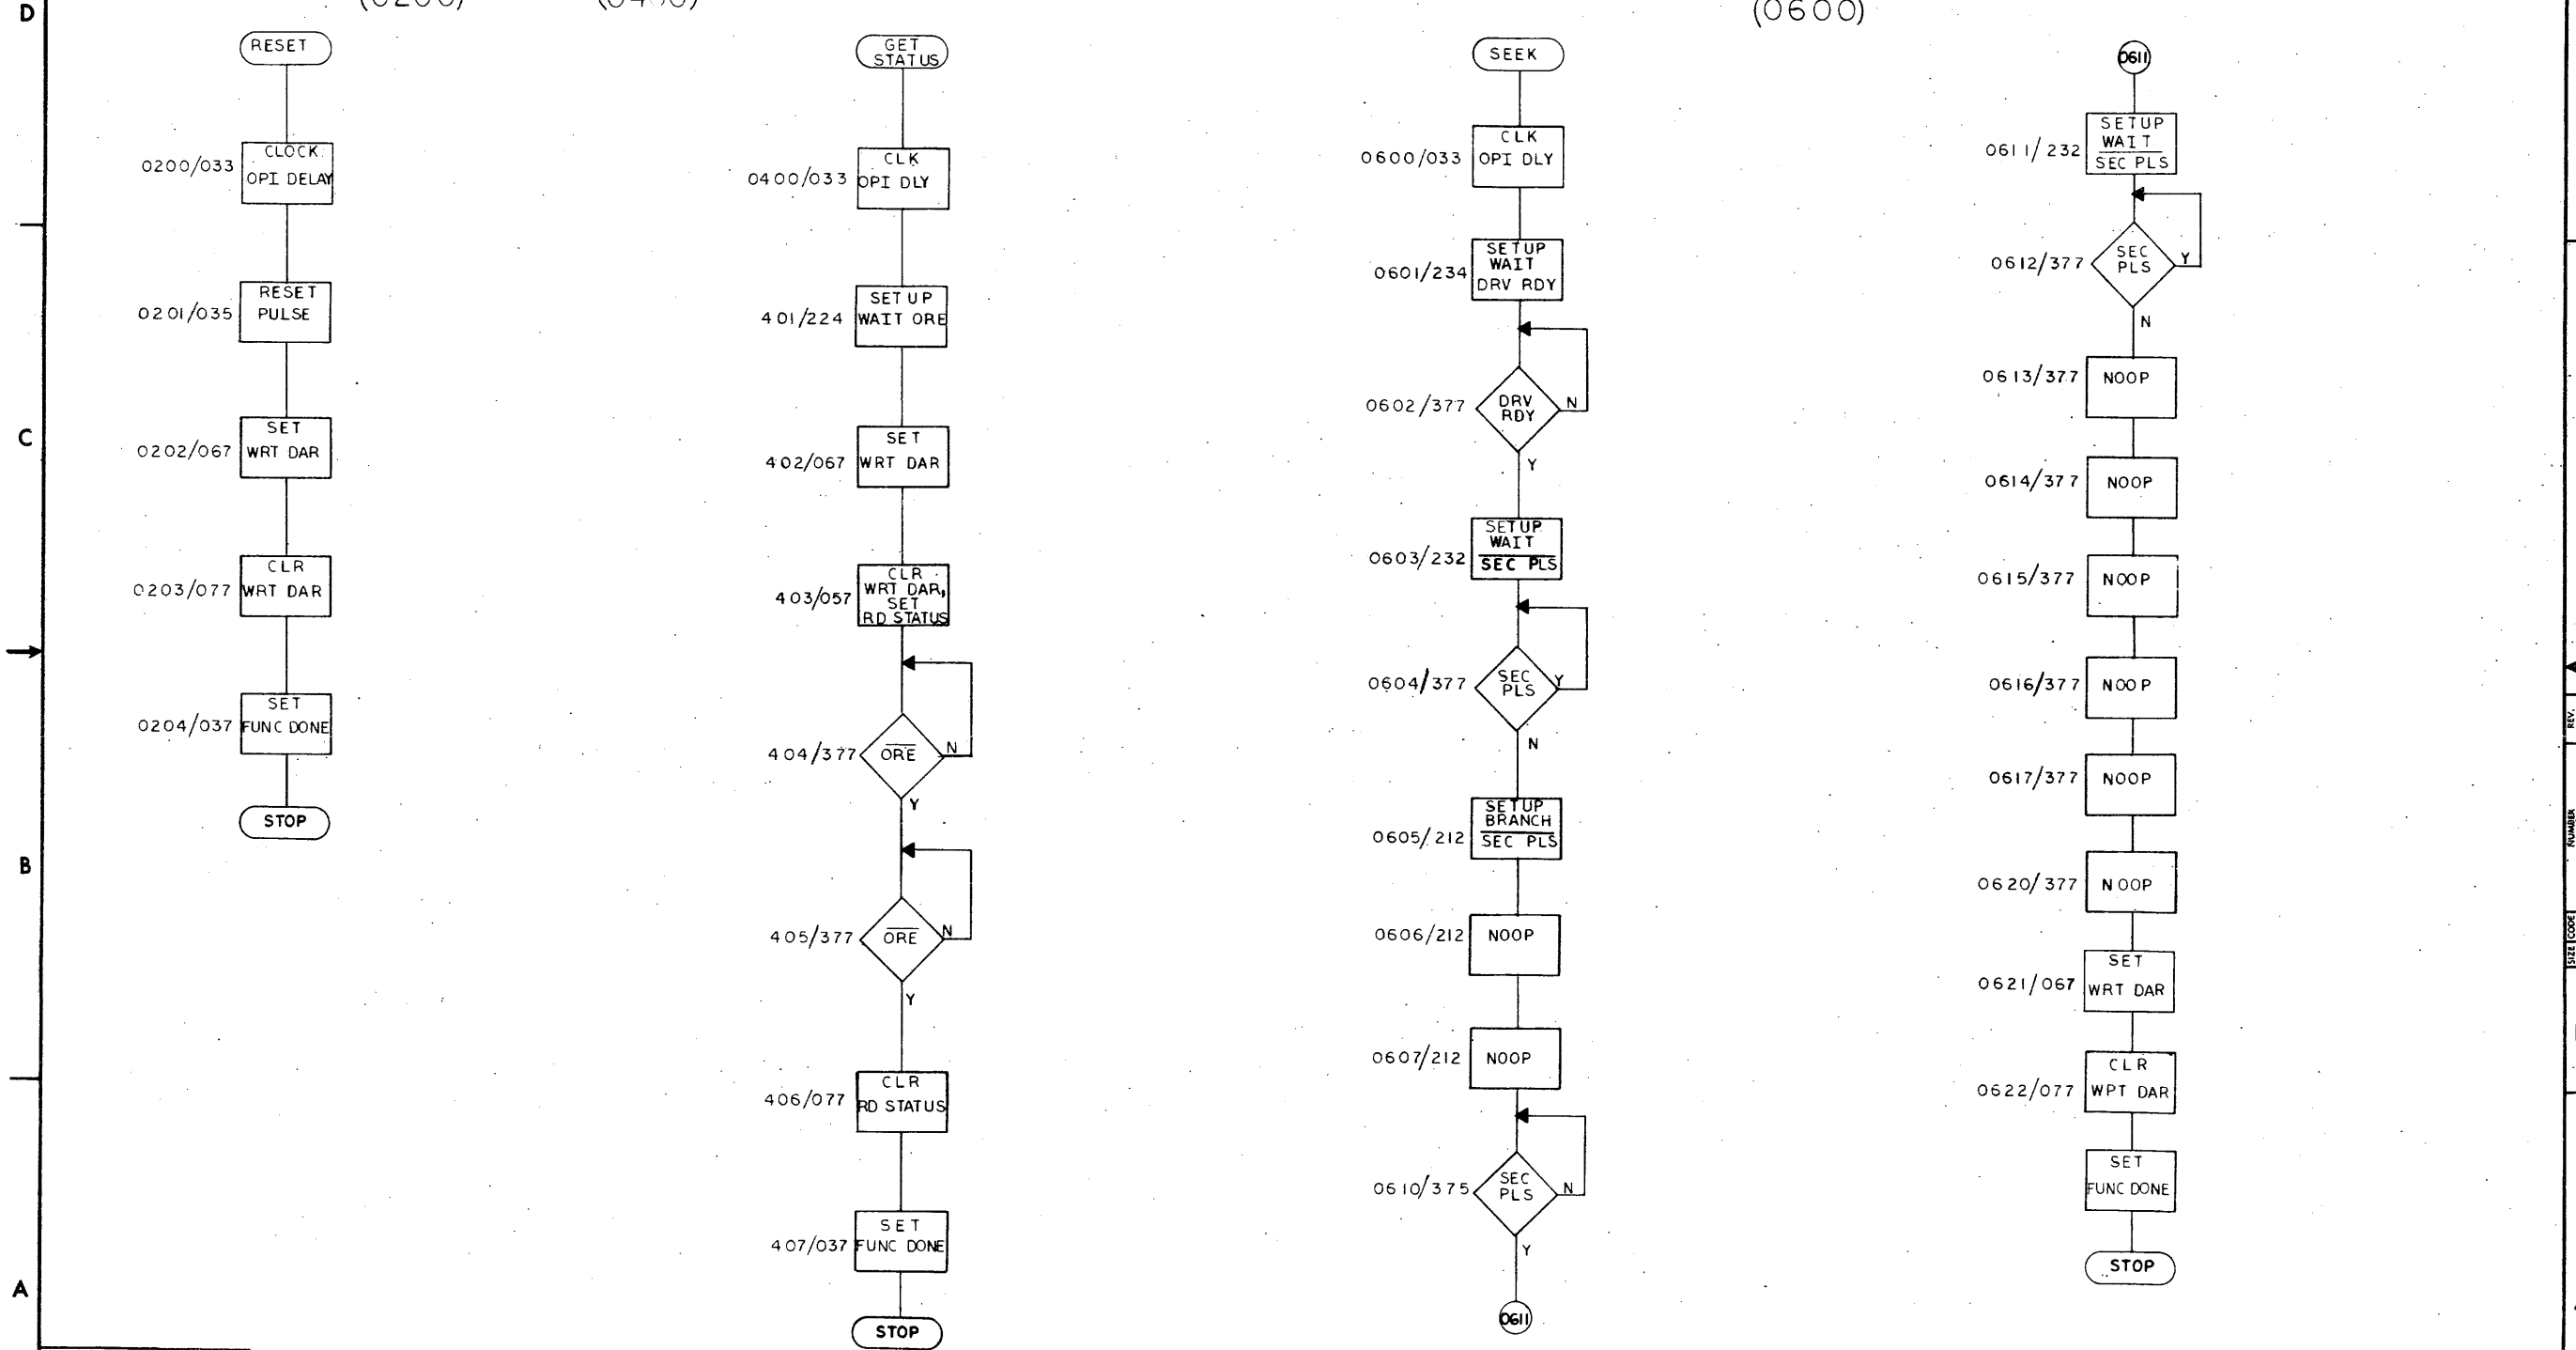 D
C
B
A
(0200)
(0400)
(0600)
RESET
0200/033
CLOCK
OPI DELAY
0201/035
RESET
PULSE
0202/067
SET
WRT DAR
0203/077
CLR
WRT DAR
0204/037
SET
FUNC DONE
STOP
GET
STATUS
0400/033
CLK
OPI DLY
401/224
SETUP
WAIT ORE
402/067
SET
WRT DAR
403/057
CLR
WRT DAR,
SET
RD STATUS
404/377
ORE
N
Y
405/377
ORE
N
Y
406/077
CLR
RD STATUS
407/037
SET
FUNC DONE
STOP
SEEK
0600/033
CLK
OPI DLY
0601/234
SETUP
WAIT
DRV RDY
0602/377
DRV
RDY
N
Y
0603/232
SETUP
WAIT
SEC PLS
0604/377
SEC
PLS
Y
N
0605/212
SETUP
BRANCH
SEC PLS
0606/212
NOOP
0607/212
NOOP
0610/375
SEC
PLS
N
Y
0611
0611
0611/232
SETUP
WAIT
SEC PLS
0612/377
SEC
PLS
Y
N
0613/377
NOOP
0614/377
NOOP
0615/377
NOOP
0616/377
NOOP
0617/377
NOOP
0620/377
NOOP
0621/067
SET
WRT DAR
0622/077
CLR
WPT DAR
SET
FUNC DONE
STOP
REV.
NUMBER
SIZE CODE